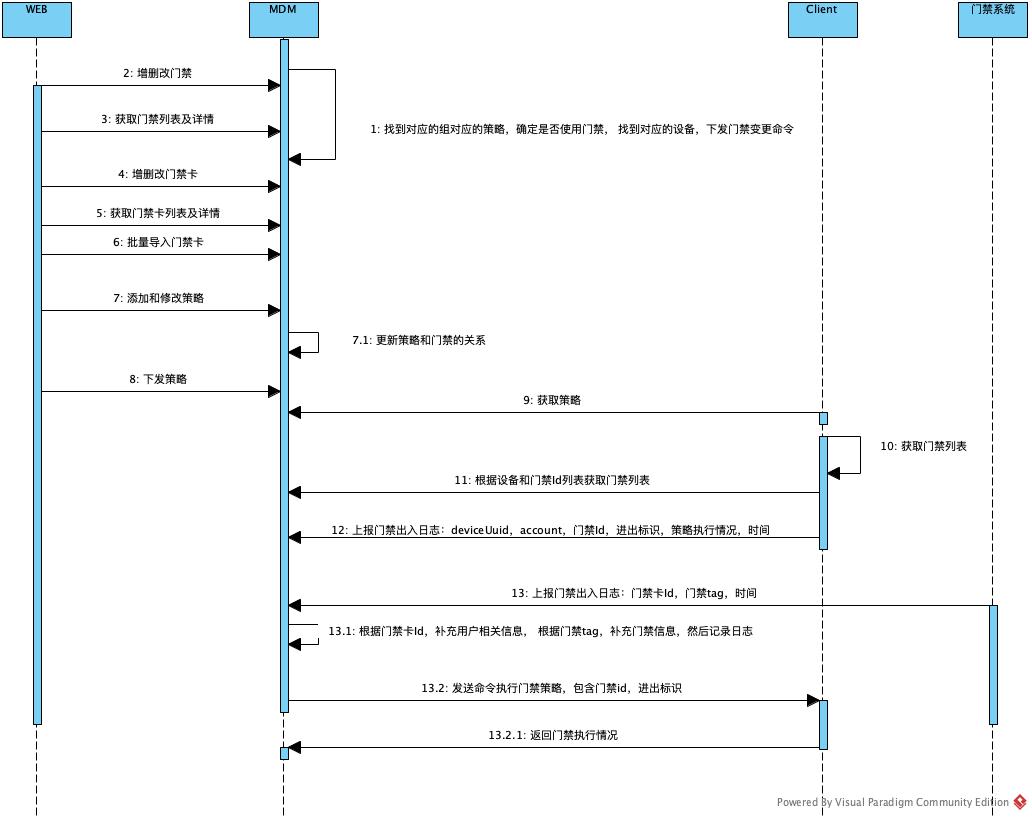 WEB
MDM
Client
门禁系统
2: 增删改门禁
3: 获取门禁列表及详情
1: 找到对应的组对应的策略，确定是否使用门禁， 找到对应的设备，下发门禁变更命令
4: 增删改门禁卡
5: 获取门禁卡列表及详情
6: 批量导入门禁卡
7: 添加和修改策略
7.1: 更新策略和门禁的关系
8: 下发策略
9: 获取策略
10: 获取门禁列表
11: 根据设备和门禁Id列表获取门禁列表
12: 上报门禁出入日志：deviceUuid，account，门禁Id，进出标识，策略执行情况，时间
13: 上报门禁出入日志：门禁卡Id，门禁tag，时间
13.1: 根据门禁卡Id，补充用户相关信息， 根据门禁tag，补充门禁信息，然后记录日志
13.2: 发送命令执行门禁策略，包含门禁id，进出标识
13.2.1: 返回门禁执行情况
Powered By Visual Paradigm Community Edition